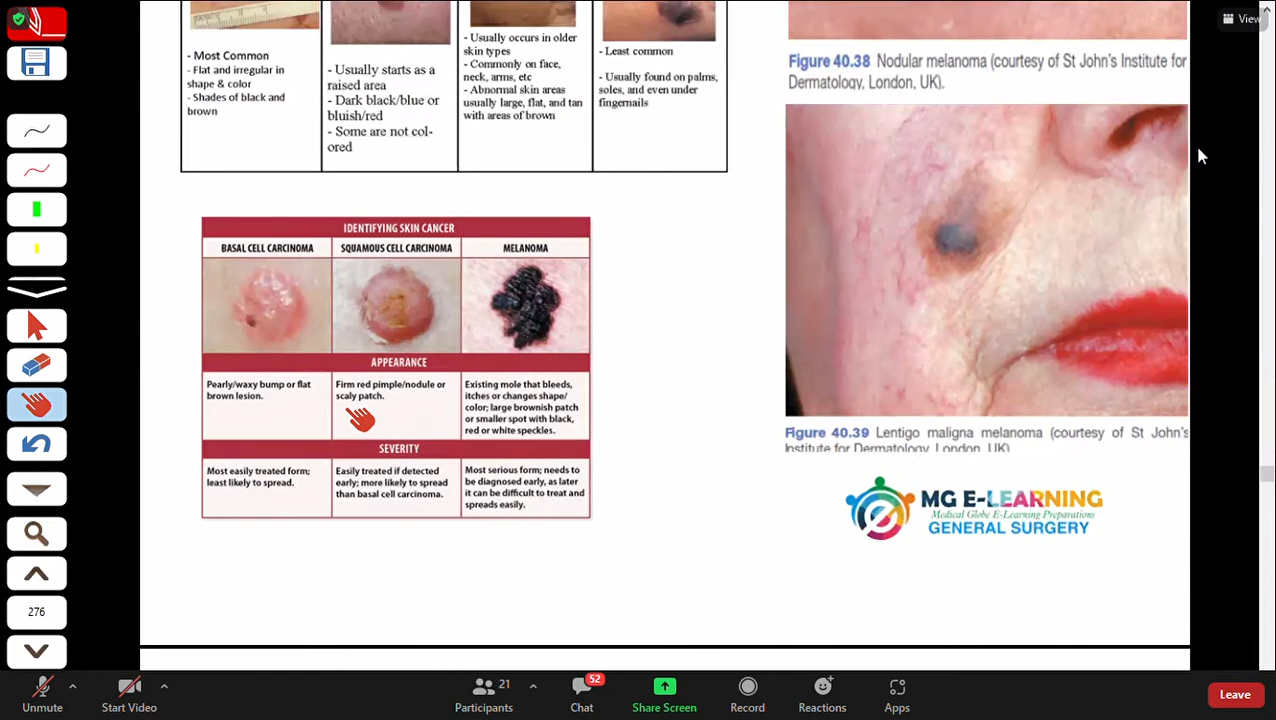 View
- Most Common
- Flat and irregular in
shape & color
- Shades of black and
brown
- Usually starts as a
raised area
- Dark black/blue or
bluish/red
- Some are not col-
ored
- Usually occurs in older
skin types
- Commonly on face,
neck, arms, etc
- Abnormal skin areas
usually large, flat, and tan
with areas of brown
- Least common
- Usually found on palms,
soles, and even under
fingernails
Figure 40.38 Nodular melanoma (courtesy of St John's Institute for
Dermatology, London, UK).
IDENTIFYING SKIN CANCER
BASAL CELL CARCINOMA
SQUAMOUS CELL CARCINOMA
MELANOMA
APPEARANCE
Pearly/waxy bump or flat
brown lesion.
Firm red pimple/nodule or
scaly patch.
Existing mole that bleeds,
itches or changes shape/
color; large brownish patch
or smaller spot with black,
red or white speckles.
SEVERITY
Most easily treated form;
least likely to spread.
Easily treated if detected
early; more likely to spread
than basal cell carcinoma.
Most serious form; needs to
be diagnosed early, as later
it can be difficult to treat and
spreads easily.
Figure 40.39 Lentigo maligna melanoma (courtesy of St John's
Institute for Dermatology, London, UK)
MG E-LEARNING
Medical Globe E-Learning Preparations
GENERAL SURGERY
276
Unmute
Start Video
21
Participants
52
Chat
Share Screen
Record
Reactions
Apps
Leave